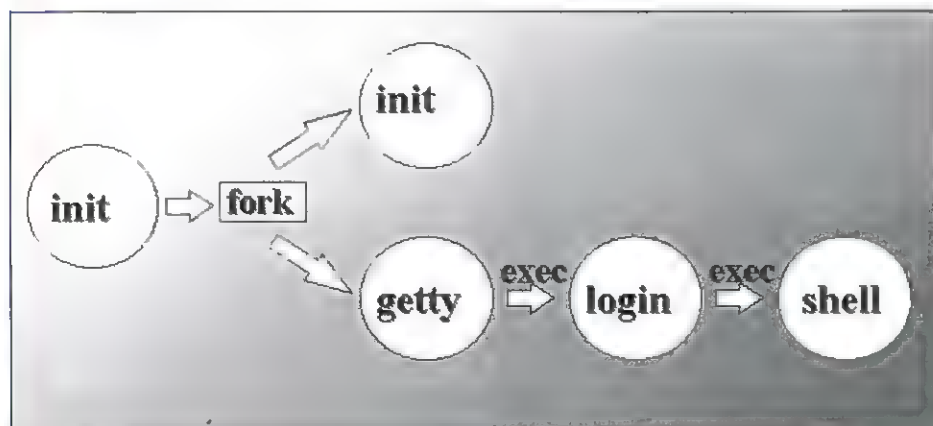 init
init
fork
exec
exec
getty
login
shell